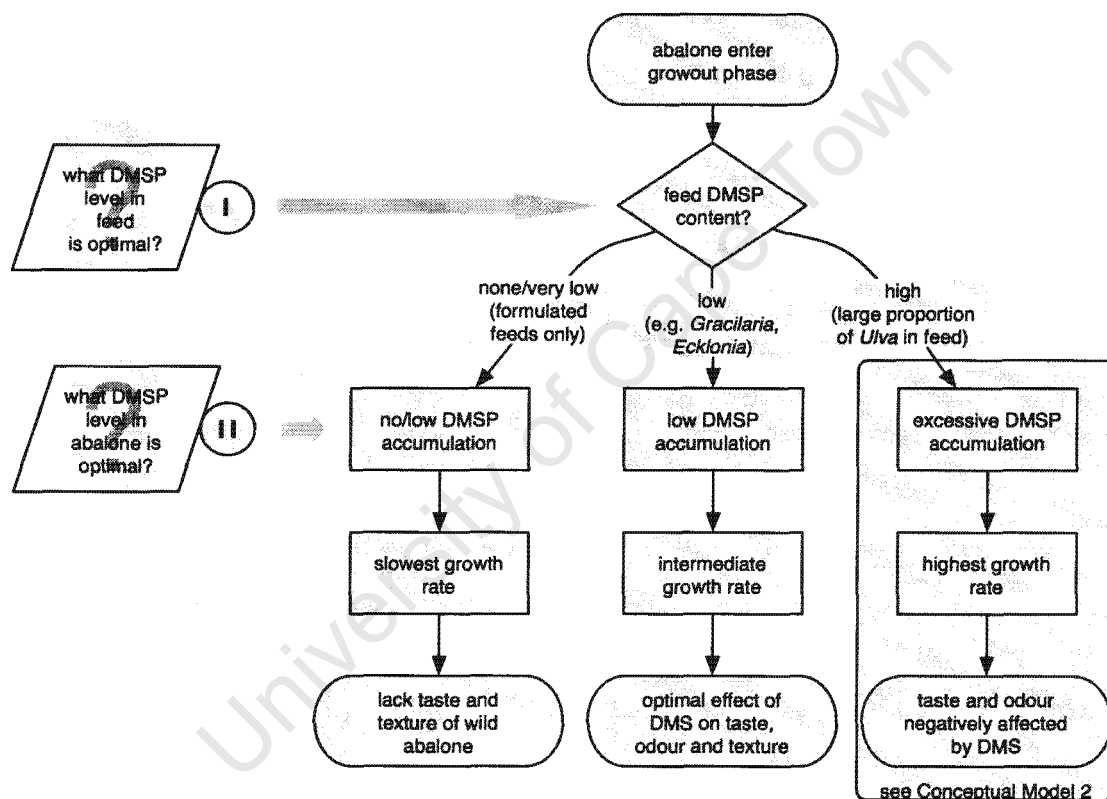 abalone enter
growout phase
what DMSP
level in
feed
is optimal?
?
I
feed DMSP
content?
none/very low
(formulated
feeds only)
low
(e.g. Gracilaria,
Ecklonia)
high
(large proportion
of Ulva in feed)
what DMSP
level in
abalone is
optimal?
?
II
no/low DMSP
accumulation
low DMSP
accumulation
excessive DMSP
accumulation
slowest growth
rate
intermediate
growth rate
highest growth
rate
lack taste and
texture of wild
abalone
optimal effect of
DMS on taste,
odour and texture
taste and odour
negatively affected
by DMS
see Conceptual Model 2
University of Cape Town